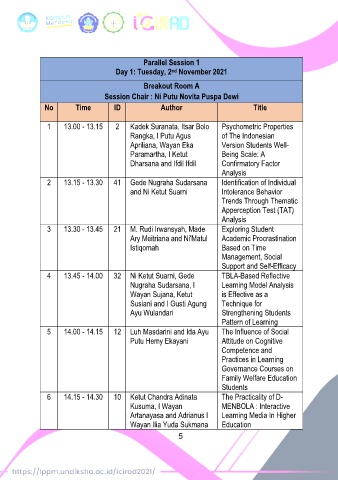 iCIRAD
Parallel Session 1
Day 1: Tuesday, 2nd November 2021
Breakout Room A
Session Chair : Ni Putu Novita Puspa Dewi
No Time ID Author Title
1 13.00 - 13.15 2 Kadek Suranata, Itsar Bolo Psychometric Properties
Rangka, I Putu Agus of The Indonesian
Apriliana, Wayan Eka Version Students Well-
Paramartha, I Ketut Being Scale: A
Dharsana and Ifdil Ifdil Confirmatory Factor
Analysis
2 13.15 - 13.30 41 Gede Nugraha Sudarsana Identification of Individual
and Ni Ketut Suarni Intolerance Behavior
Trends Through Thematic
Apperception Test (TAT)
Analysis
3 13.30 - 13.45 21 M. Rudi Irwansyah, Made Exploring Student
Ary Meitriana and Ni'Matul Academic Procrastination
Istiqomah Based on Time
Management, Social
Support and Self-Efficacy
4 13.45 - 14.00 32 Ni Ketut Suarni, Gede TBLA-Based Reflective
Nugraha Sudarsana, I Learning Model Analysis
Wayan Sujana, Ketut is Effective as a
Susiani and I Gusti Agung Technique for
Ayu Wulandari Strengthening Students
Pattern of Learning
5 14.00 - 14.15 12 Luh Masdarini and Ida Ayu The Influence of Social
Putu Hemy Ekayani Attitude on Cognitive
Competence and
Practices in Learning
Governance Courses on
Family Welfare Education
Students
6 14.15 - 14.30 10 Ketut Chandra Adinata The Practicality of D-
Kusuma, I Wayan MENBOLA : Interactive
Artanayasa and Adrianus I Learning Media In Higher
Wayan Ilia Yuda Sukmana Education
5
https://lppm.undiksha.ac.id/icirad2021/